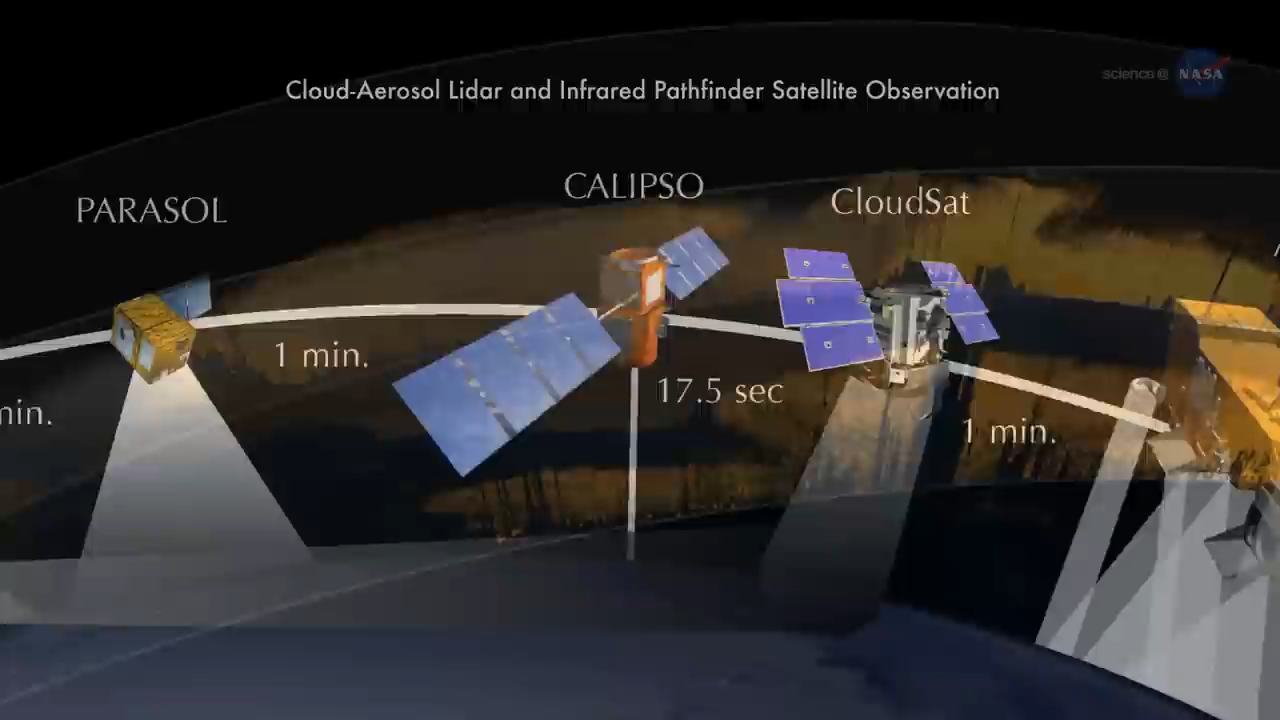 Cloud-Aerosol Lidar and Infrared Pathfinder Satellite Observation
science@ NASA
PARASOL
CALIPSO
CloudSat
1 min.
17.5 sec
1 min.
min.